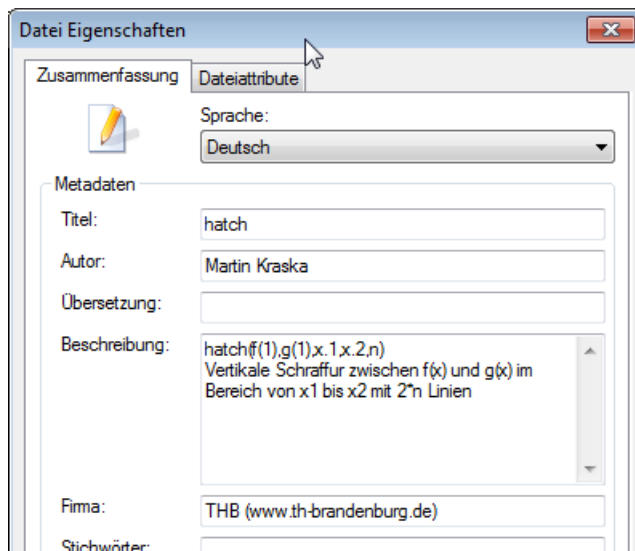 Datei Eigenschaften
Zusammenfassung
Dateiattribute
Sprache:
Deutsch
Metadaten
Titel:
hatch
Autor:
Martin Kraska
Übersetzung:
Beschreibung:
hatch(f(1),g(1),x.1,x.2,n)
Vertikale Schraffur zwischen f(x) und g(x) im
Bereich von x1 bis x2 mit 2*n Linien
Firma:
THB (www.th-brandenburg.de)
Stichwörter: